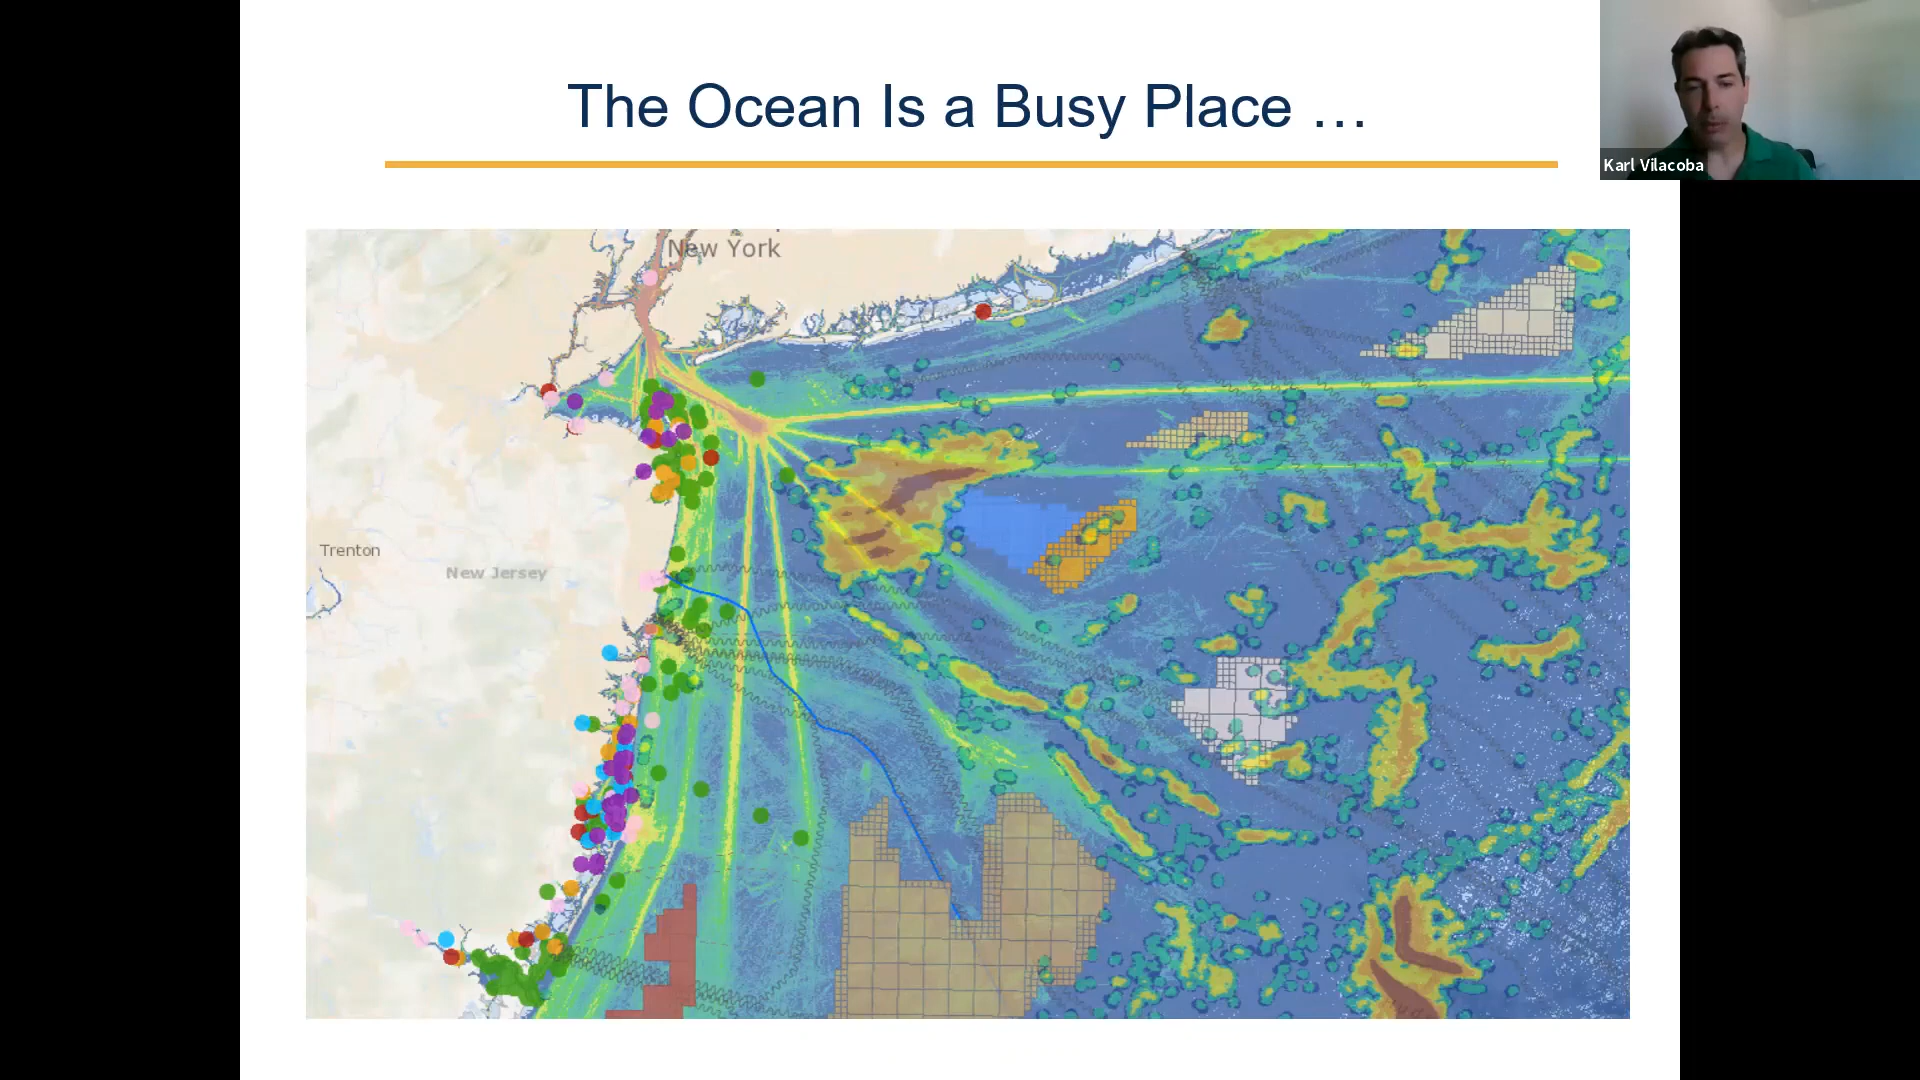 The Ocean Is a Busy Place …
Karl Vilacoba
New York
Trenton
New Jersey